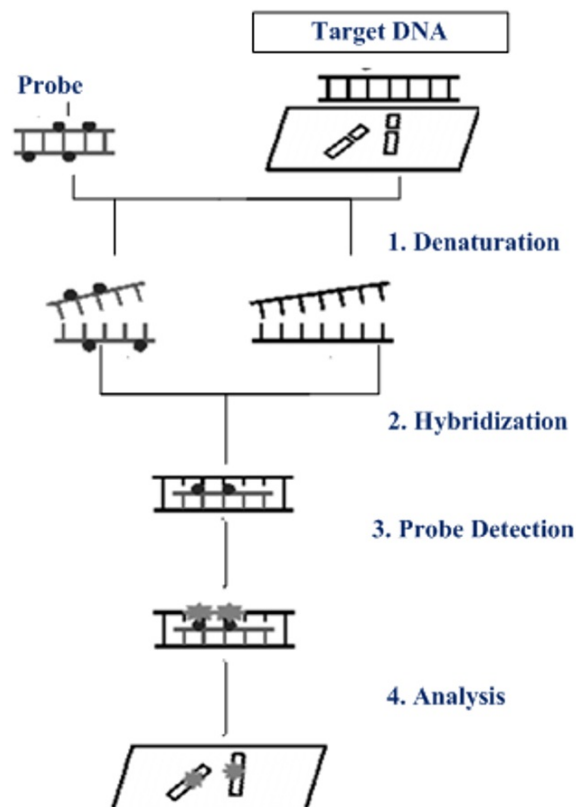 Target DNA
Probe
1. Denaturation
2. Hybridization
3. Probe Detection
4. Analysis